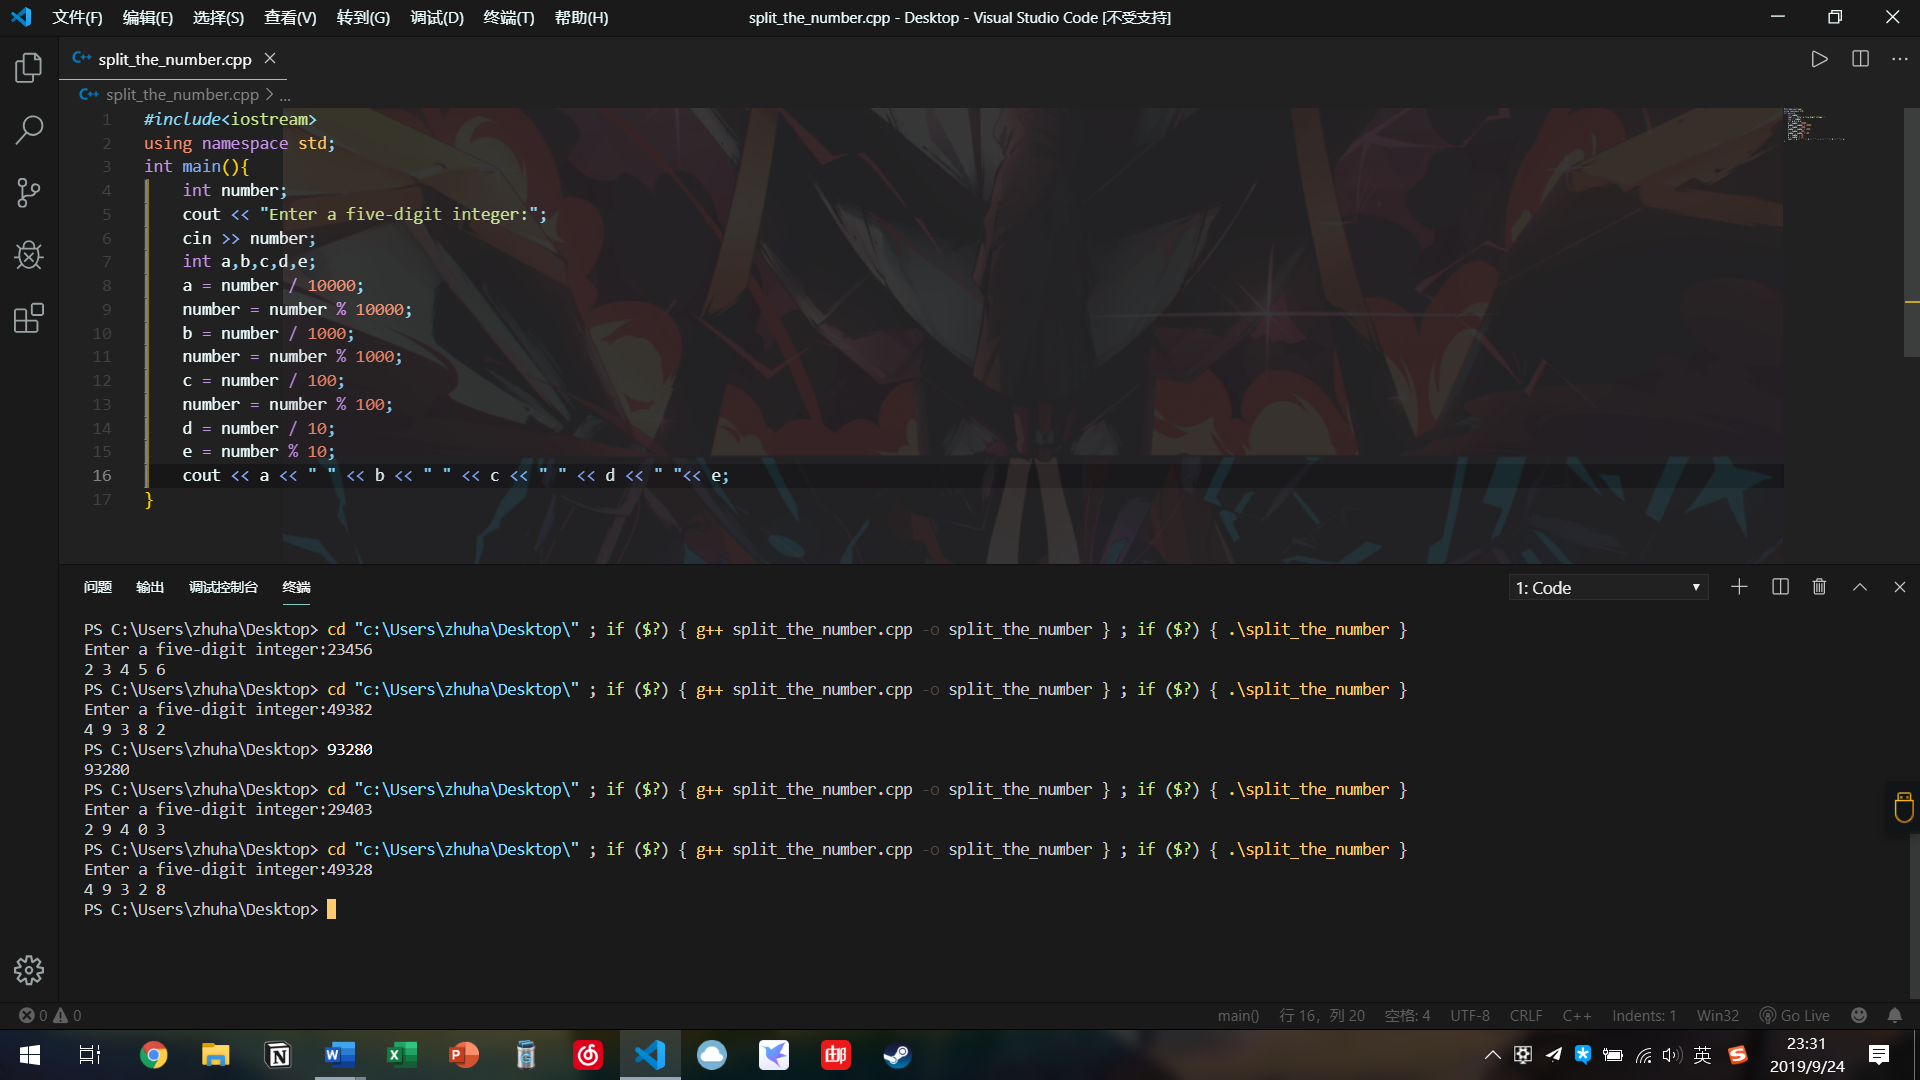 文件(F) 编辑(E) 选择(S) 查看(V) 转到(G) 调试(D) 终端(T) 帮助(H) split_the_number.cpp - Desktop - Visual Studio Code [不受支持]
C++ split_the_number.cpp
C++ split_the_number.cpp > ...
1 #include<iostream>
2 using namespace std;
3 int main(){
4 int number;
5 cout << "Enter a five-digit integer:";
6 cin >> number;
7 int a,b,c,d,e;
8 a = number / 10000;
9 number = number % 10000;
10 b = number / 1000;
11 number = number % 1000;
12 c = number / 100;
13 number = number % 100;
14 d = number / 10;
15 e = number % 10;
16 cout << a << " " << b << " " << c << " " << d << " "<< e;
17 }
问题 输出 调试控制台 终端 1: Code
PS C:\Users\zhuha\Desktop> cd "c:\Users\zhuha\Desktop\" ; if ($?) { g++ split_the_number.cpp -o split_the_number } ; if ($?) { .\split_the_number }
Enter a five-digit integer:23456
2 3 4 5 6
PS C:\Users\zhuha\Desktop> cd "c:\Users\zhuha\Desktop\" ; if ($?) { g++ split_the_number.cpp -o split_the_number } ; if ($?) { .\split_the_number }
Enter a five-digit integer:49382
4 9 3 8 2
PS C:\Users\zhuha\Desktop> 93280
93280
PS C:\Users\zhuha\Desktop> cd "c:\Users\zhuha\Desktop\" ; if ($?) { g++ split_the_number.cpp -o split_the_number } ; if ($?) { .\split_the_number }
Enter a five-digit integer:29403
2 9 4 0 3
PS C:\Users\zhuha\Desktop> cd "c:\Users\zhuha\Desktop\" ; if ($?) { g++ split_the_number.cpp -o split_the_number } ; if ($?) { .\split_the_number }
Enter a five-digit integer:49328
4 9 3 2 8
PS C:\Users\zhuha\Desktop>
0 0 main() 行 16，列 20 空格: 4 UTF-8 CRLF C++ Indents: 1 Win32 Go Live
N W X P 邮 英 S 23:31
2019/9/24